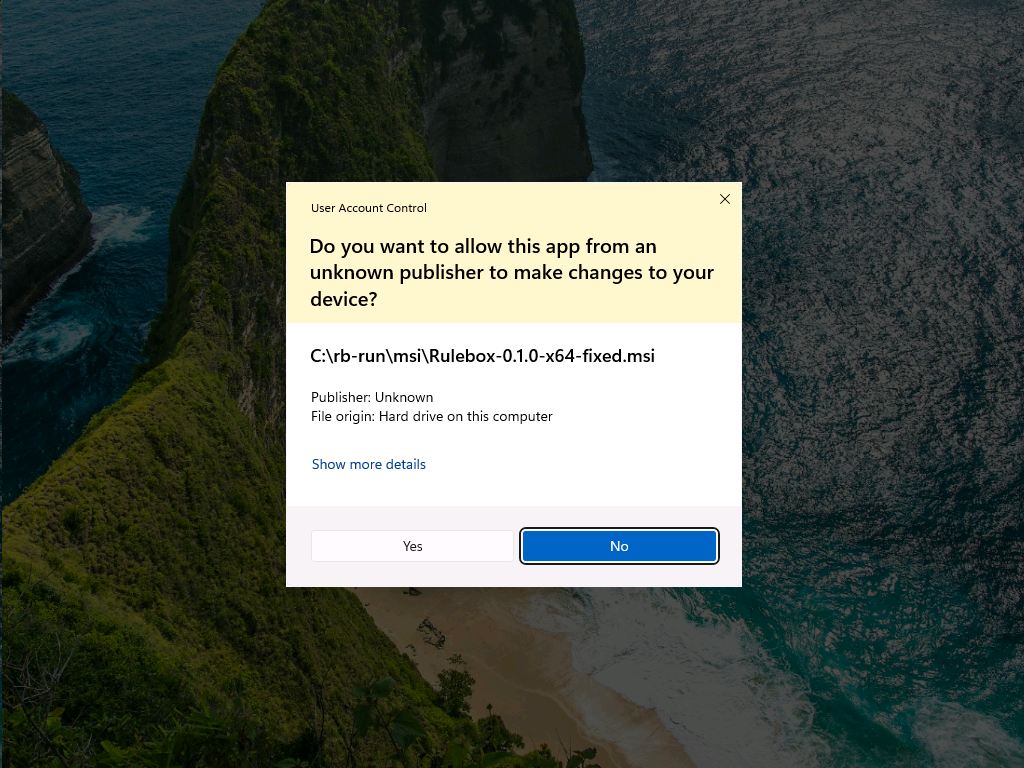 User Account Control
Do you want to allow this app from an
unknown publisher to make changes to your
device?
C:\rb-run\msi\Rulebox-0.1.0-x64-fixed.msi
Publisher: Unknown
File origin: Hard drive on this computer
Show more details
Yes
No